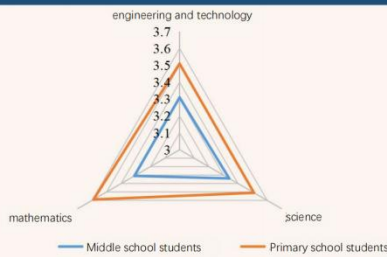 engineering and technology
3.7
3.6
3.5
3.4
3.3
3.2
3.1
3
mathematics
science
Middle school students
Primary school students